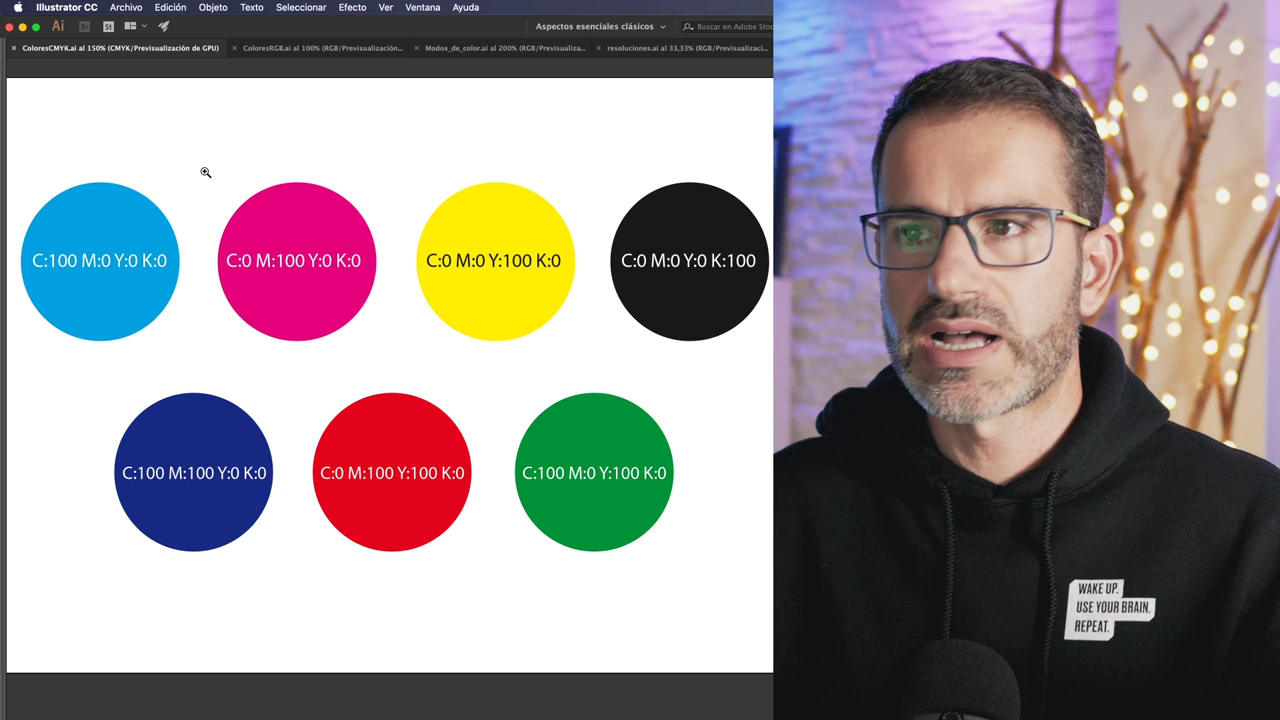 Illustrator CC Archivo Edición Objeto Texto Seleccionar Efecto Ver Ventana Ayuda
Ai Br St Aspectos esenciales clásicos Buscar en Adobe Stoc
ColoresCMYK.ai al 150% (CMYK/Previsualización de GPU) ColoresRGB.ai al 100% (RGB/Previsualización... Modos_de_color.ai al 200% (RGB/Previsualiza... resoluciones.ai al 33,33% (RGB/Previsualizaci...
C:100 M:0 Y:0 K:0 C:0 M:100 Y:0 K:0 C:0 M:0 Y:100 K:0 C:0 M:0 Y:0 K:100
C:100 M:100 Y:0 K:0 C:0 M:100 Y:100 K:0 C:100 M:0 Y:100 K:0
WAKE UP.
USE YOUR BRAIN.
REPEAT.